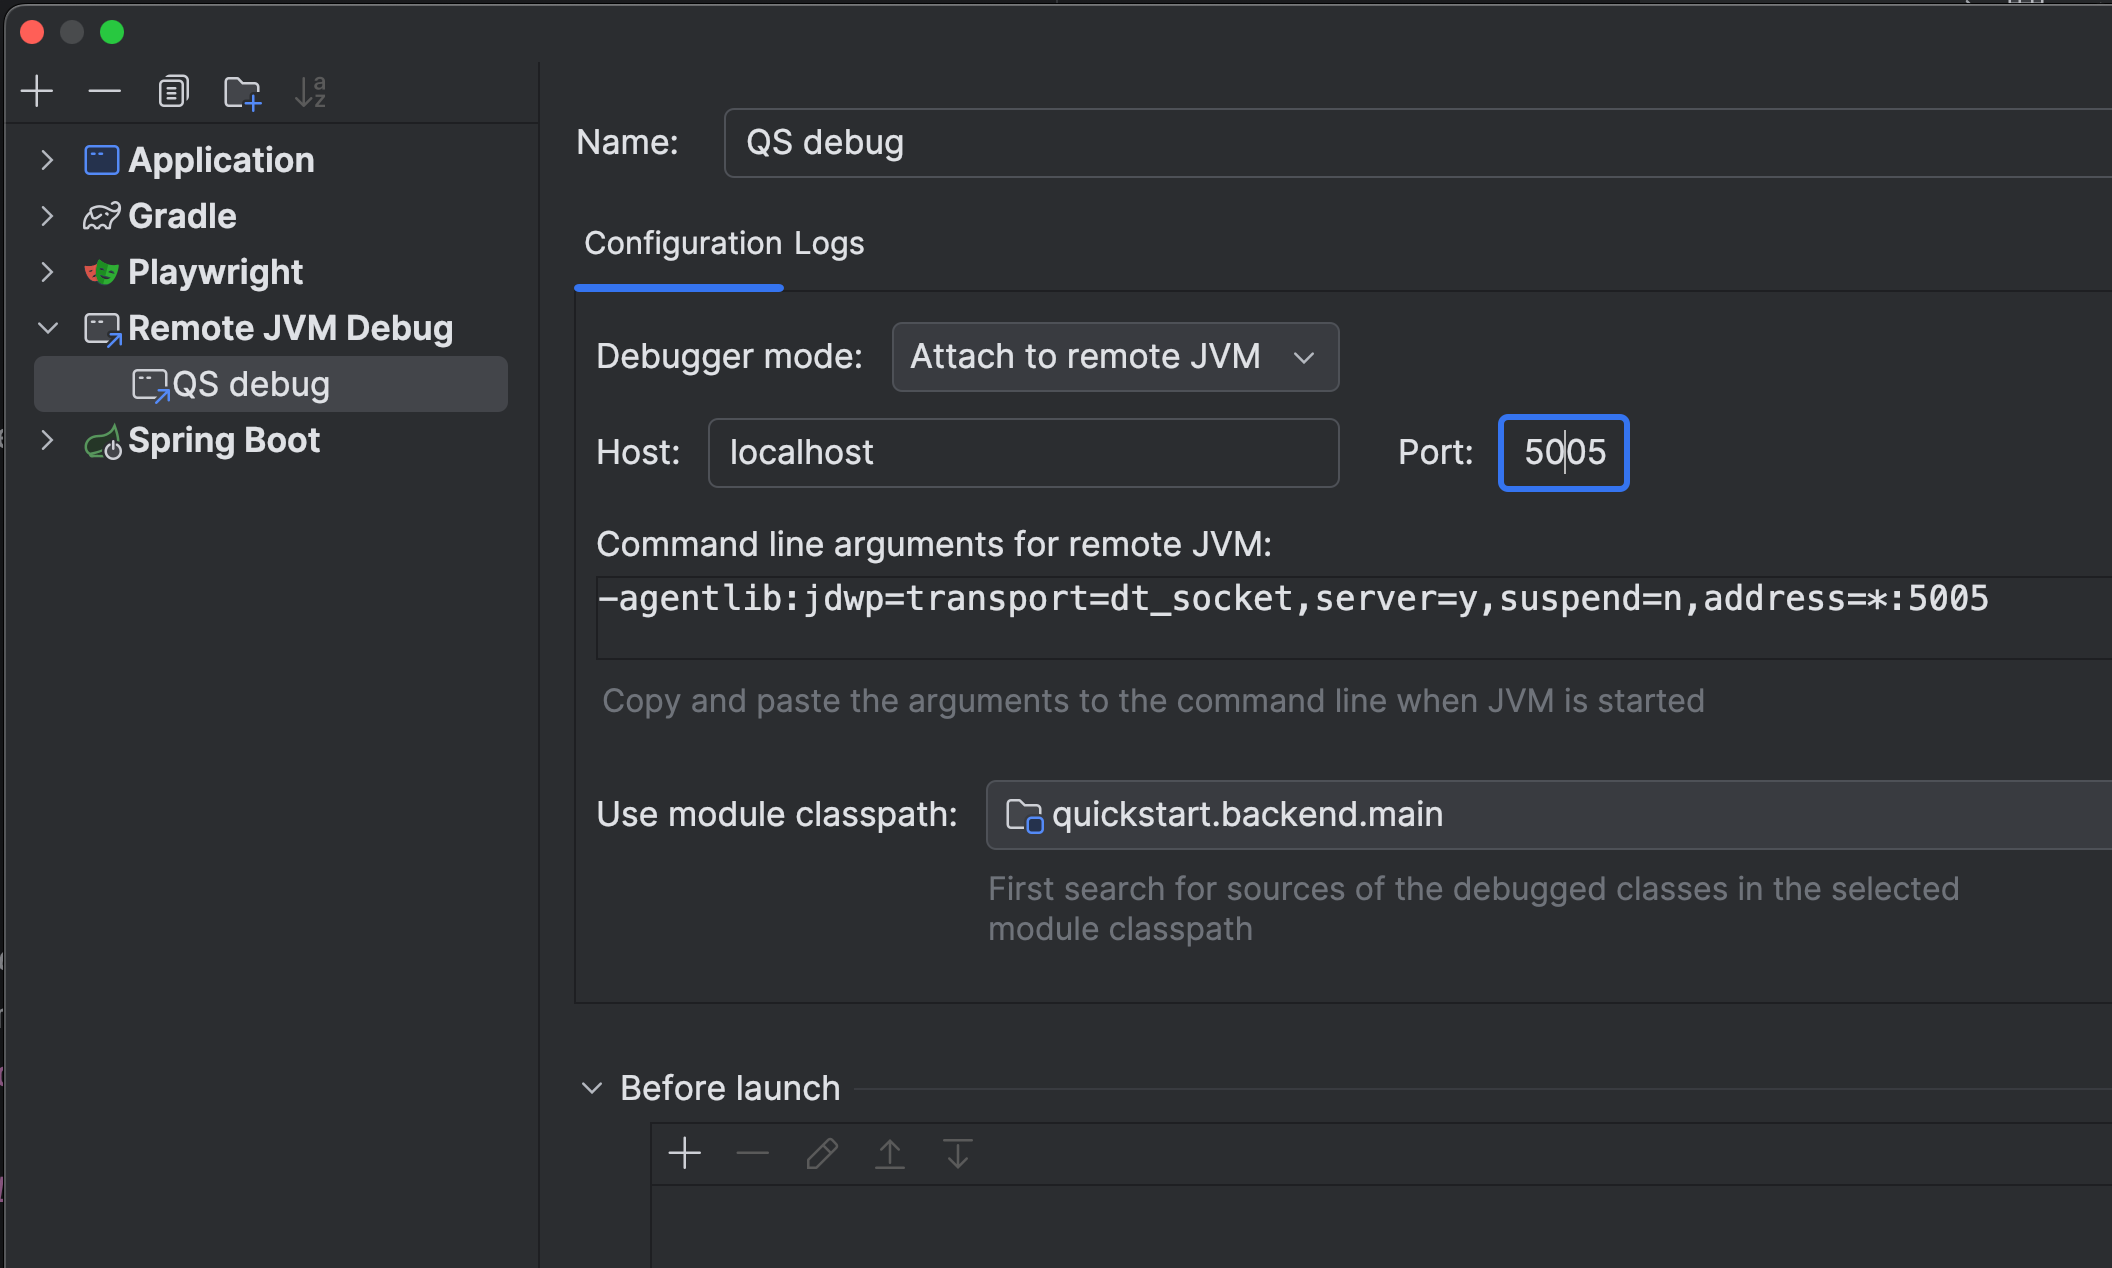 Application
Gradle
Playwright
Remote JVM Debug
QS debug
Spring Boot
Name: QS debug
Configuration Logs
Debugger mode: Attach to remote JVM
Host: localhost Port: 5005
Command line arguments for remote JVM:
-agentlib:jdwp=transport=dt_socket,server=y,suspend=n,address=*:5005
Copy and paste the arguments to the command line when JVM is started
Use module classpath: quickstart.backend.main
First search for sources of the debugged classes in the selected
module classpath
Before launch